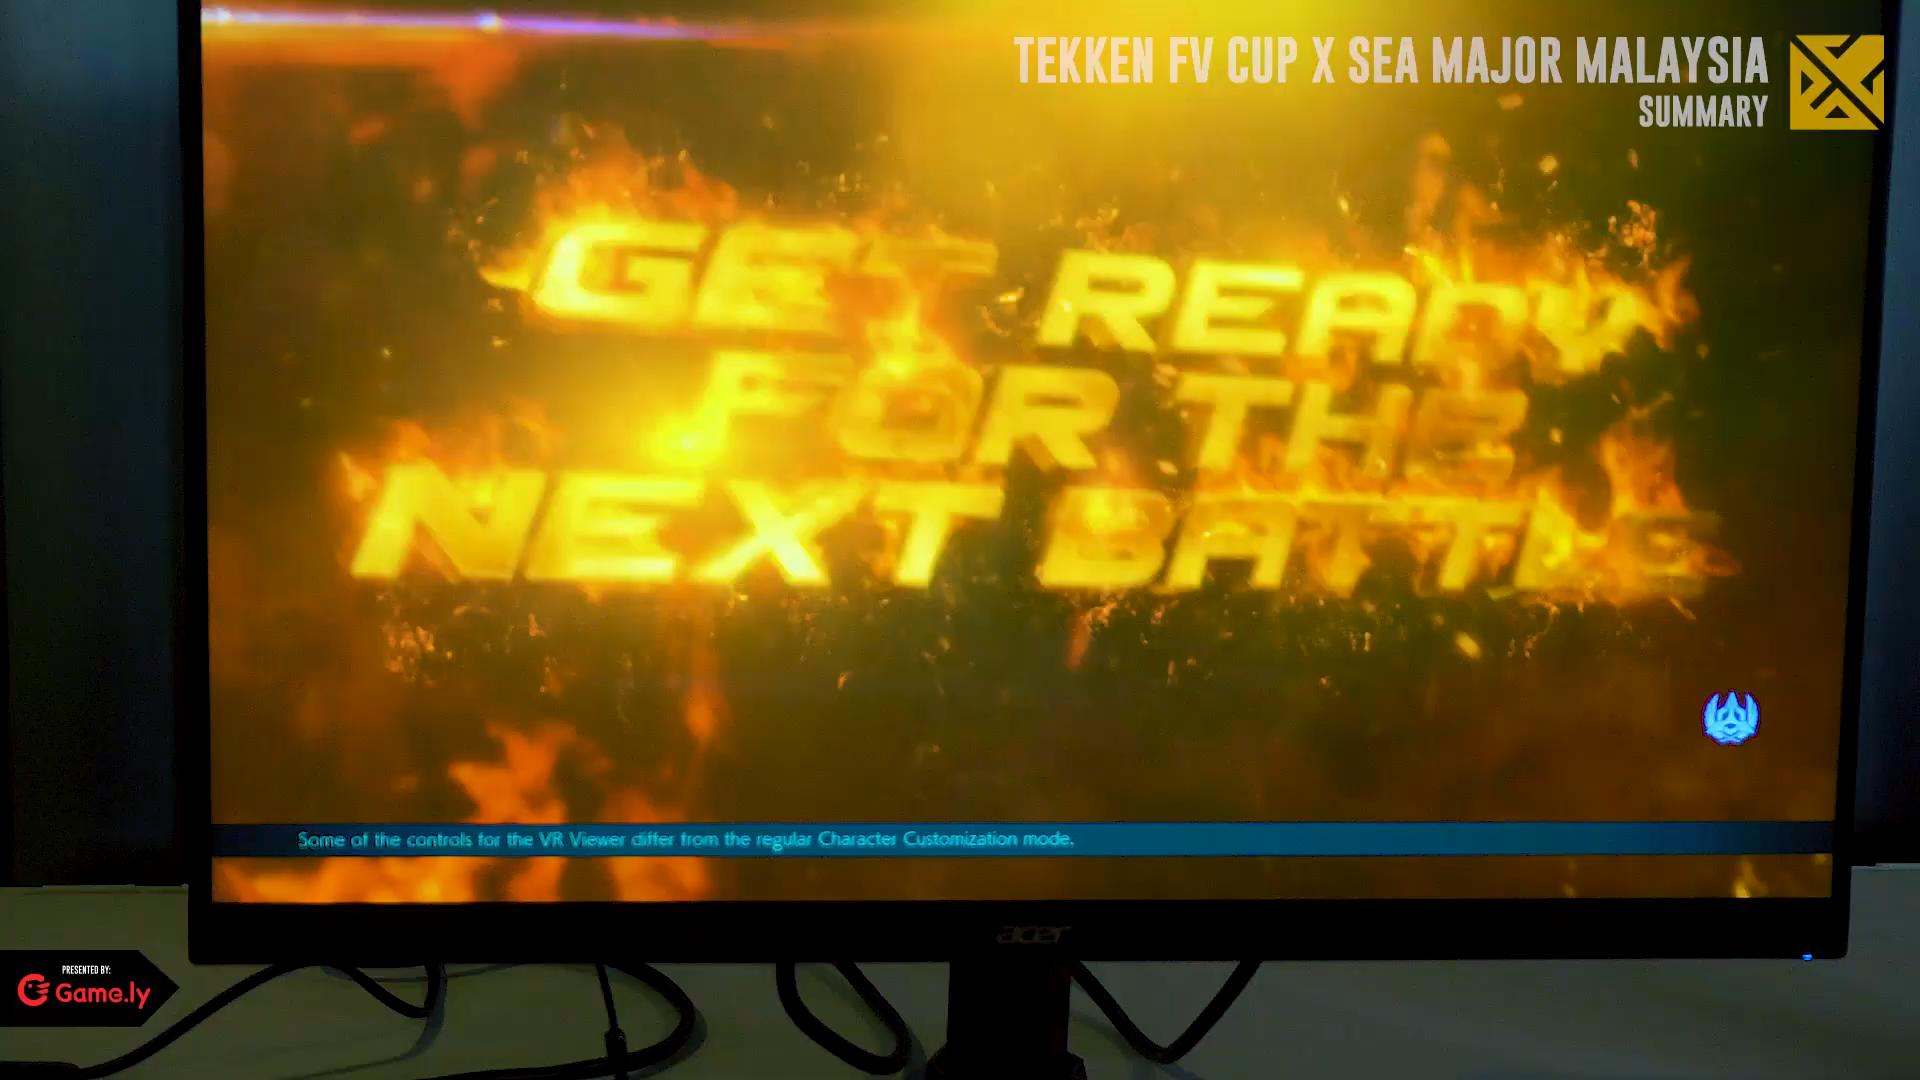 TEKKEN FV CUP X SEA MAJOR MALAYSIA
SUMMARY
GET READY
FOR THE
NEXT BATTLE
Some of the controls for the VR Viewer differ from the regular Character Customization mode.
acer
PRESENTED BY:
Game.ly